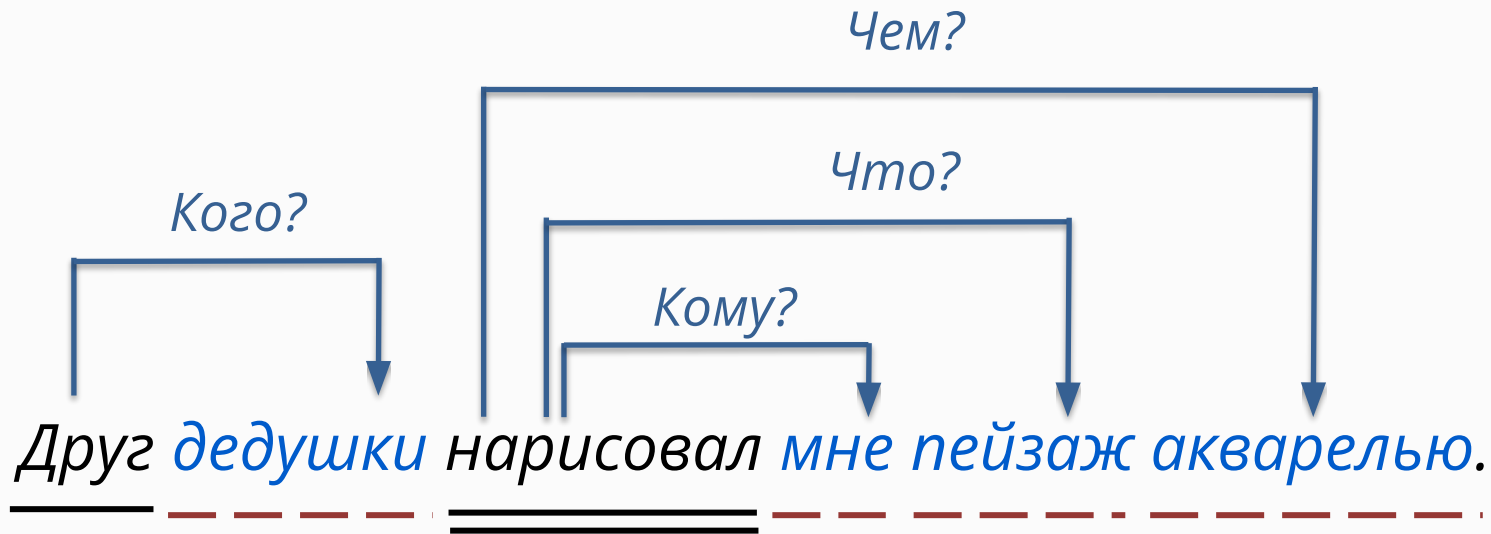 Чем?
Что?
Кого?
Кому?
Друг дедушки нарисовал мне пейзаж акварелью.